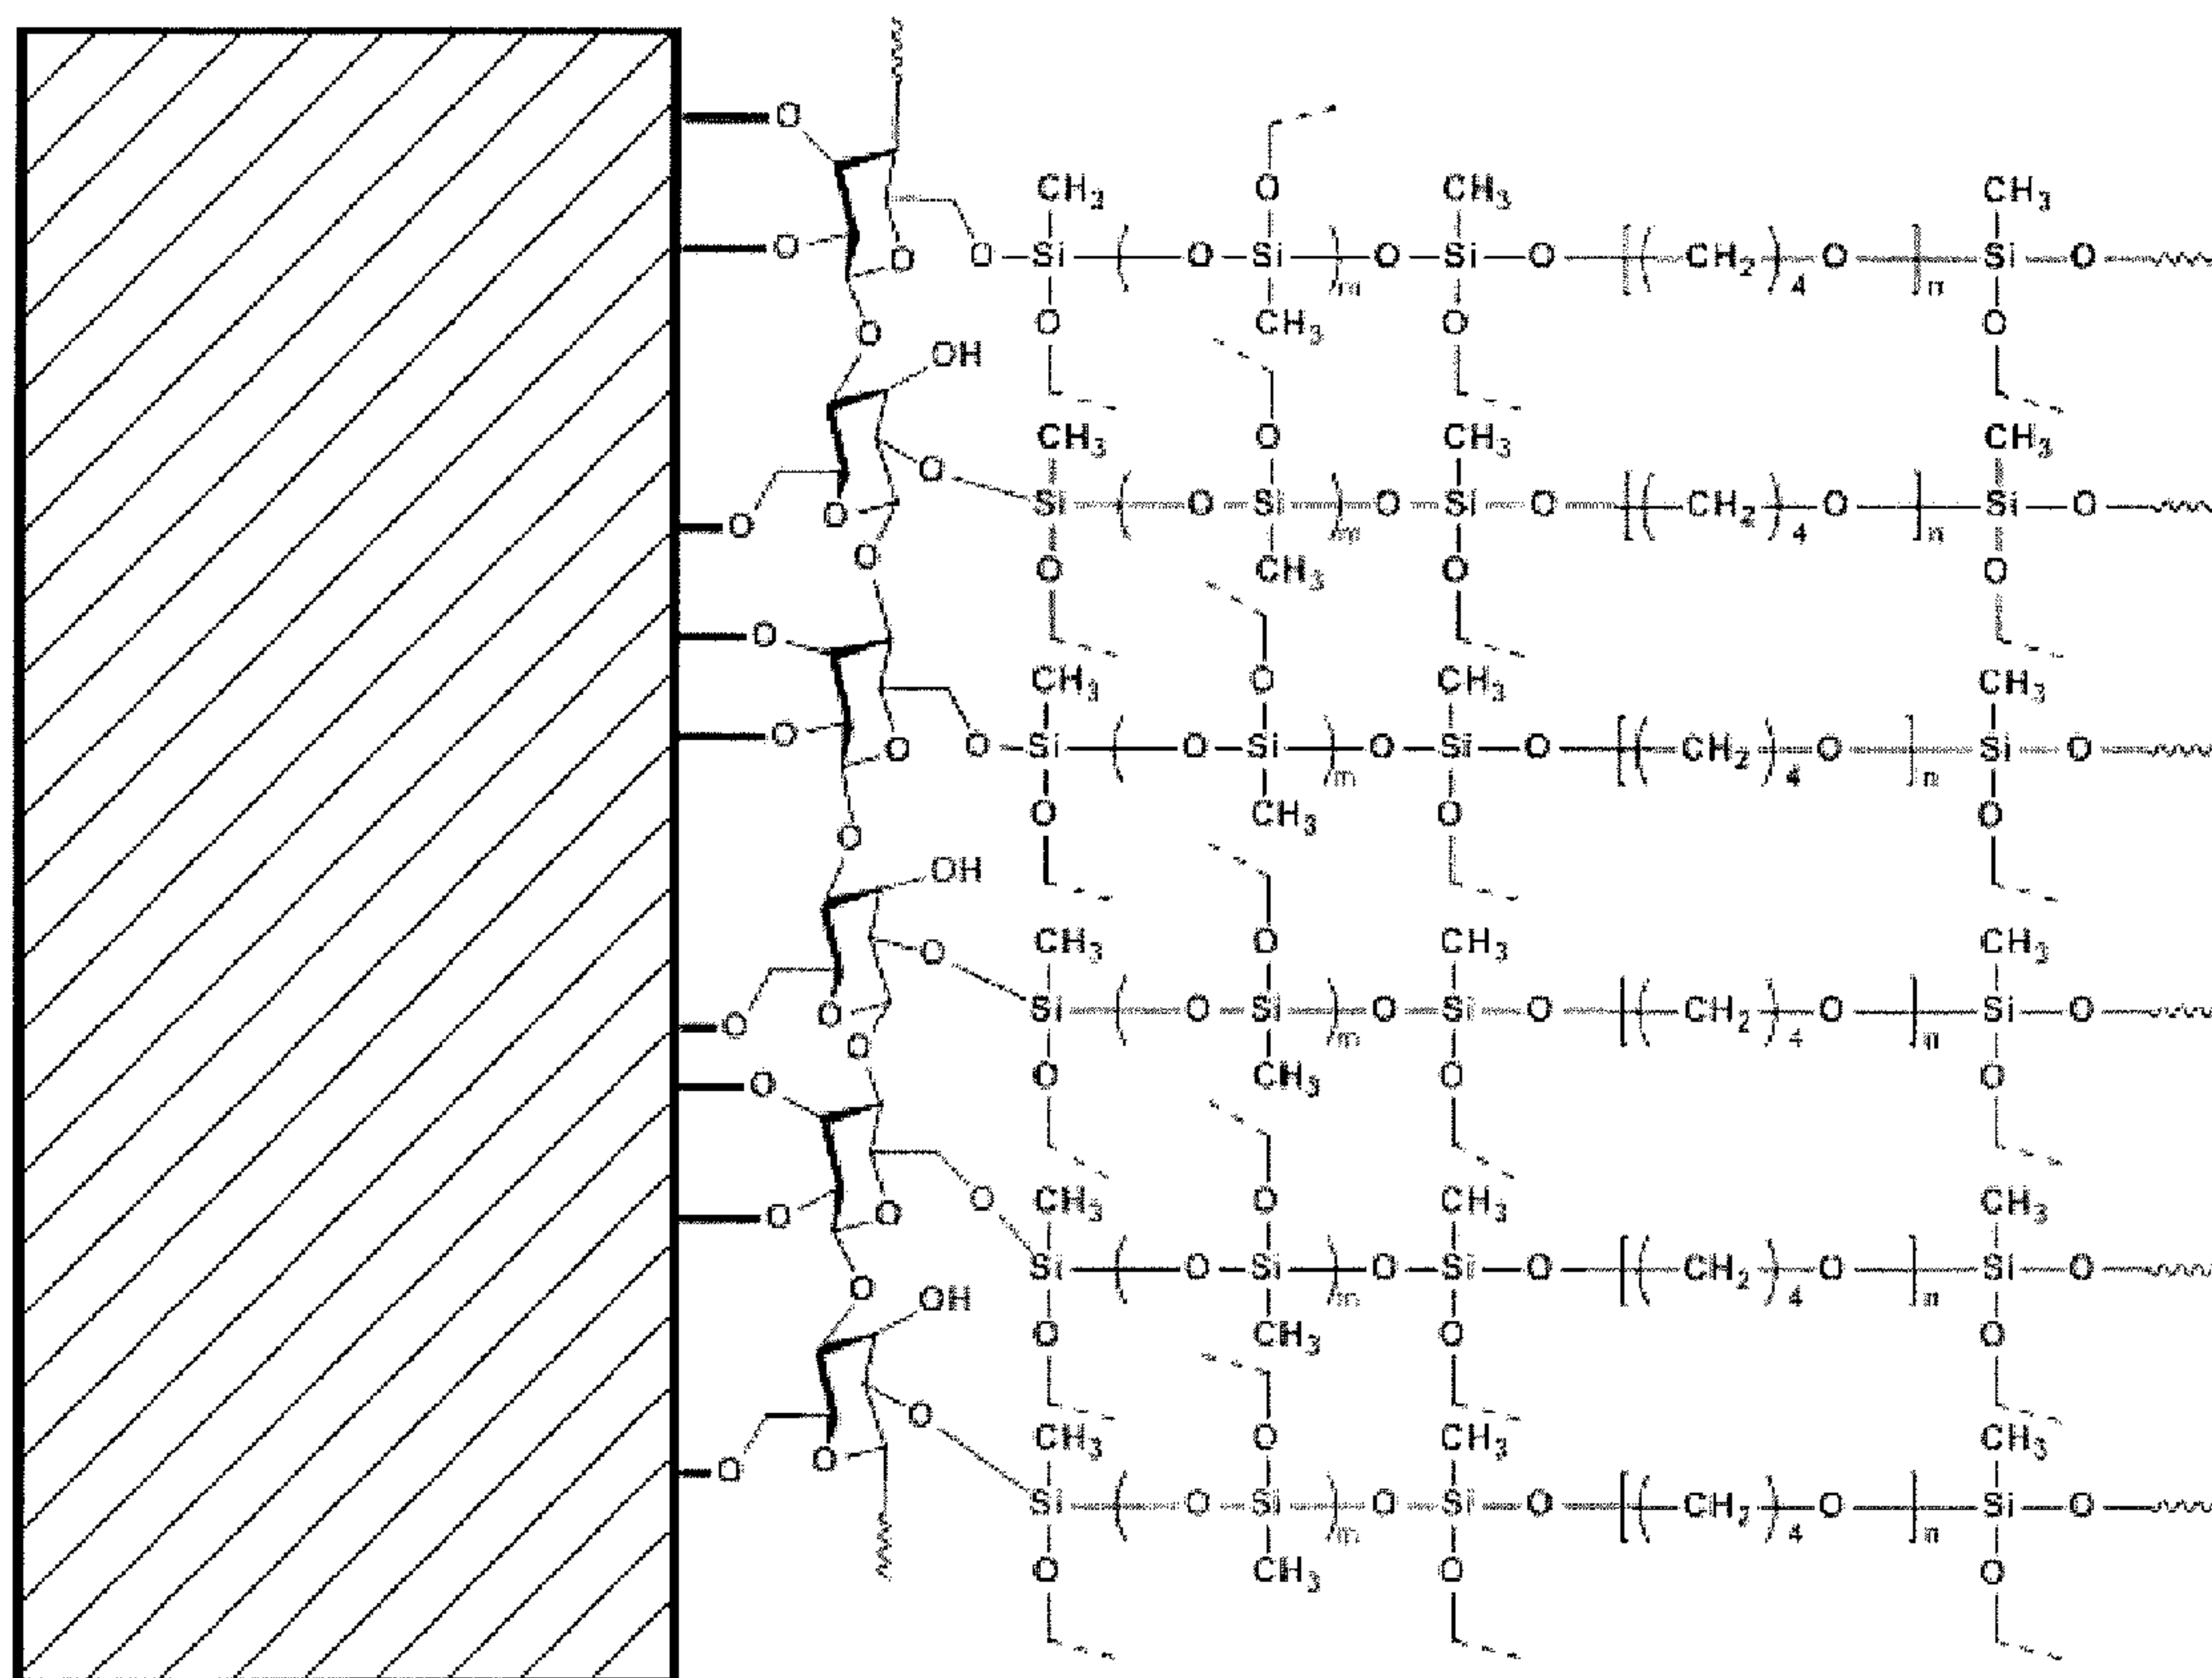 O
CH₂ O CH₃ CH₃
O O O Si ( O Si )ₘ O Si O [( CH₂ )₄ O ]ₙ Si O
O O CH₃ O O
OH
CH₃ O CH₃ CH₃
O
O Si ( O Si )ₘ O Si O [( CH₂ )₄ O ]ₙ Si O
O
O O CH₃ O O
O
CH₃ O CH₃ CH₃
O O O Si ( O Si )ₘ O Si O [( CH₂ )₄ O ]ₙ Si O
O CH₃ O O
O
OH
CH₃ O CH₃ CH₃
O
O Si ( O Si )ₘ O Si O [( CH₂ )₄ O ]ₙ Si O
O
O
O O CH₃ O O
O CH₃ O CH₃ CH₃
O O
Si ( O Si )ₘ O Si O [( CH₂ )₄ O ]ₙ Si O
O
OH
O CH₃ O O
O
CH₃ O CH₃ CH₃
O O
Si ( O Si )ₘ O Si O [( CH₂ )₄ O ]ₙ Si O
O CH₃ O O